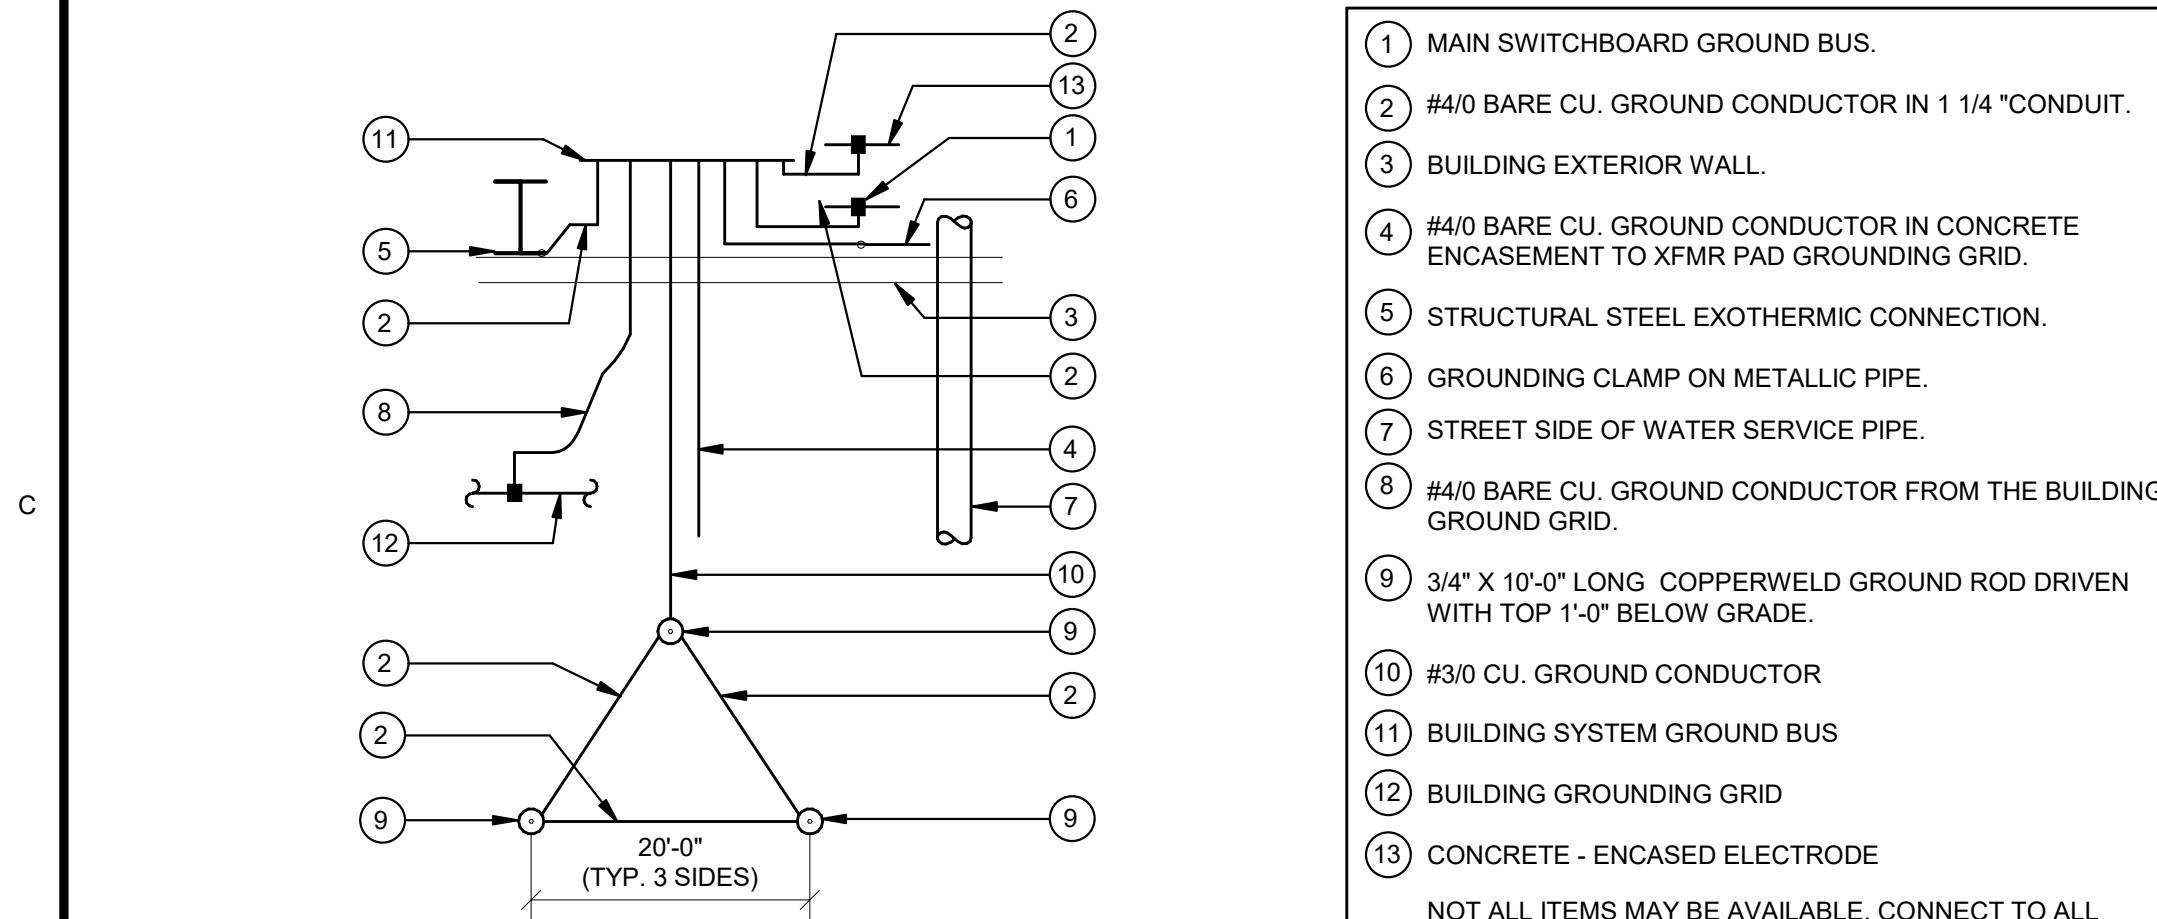 2
13
1
11
6
5
2
3
2
8
4
7
12
10
9
2
2
2
9
9
20'-0"
(TYP. 3 SIDES)
C
1 MAIN SWITCHBOARD GROUND BUS.
2 #4/0 BARE CU. GROUND CONDUCTOR IN 1 1/4 "CONDUIT.
3 BUILDING EXTERIOR WALL.
4 #4/0 BARE CU. GROUND CONDUCTOR IN CONCRETE
ENCASEMENT TO XFMR PAD GROUNDING GRID.
5 STRUCTURAL STEEL EXOTHERMIC CONNECTION.
6 GROUNDING CLAMP ON METALLIC PIPE.
7 STREET SIDE OF WATER SERVICE PIPE.
8 #4/0 BARE CU. GROUND CONDUCTOR FROM THE BUILDING
GROUND GRID.
9 3/4" X 10'-0" LONG COPPERWELD GROUND ROD DRIVEN
WITH TOP 1'-0" BELOW GRADE.
10 #3/0 CU. GROUND CONDUCTOR
11 BUILDING SYSTEM GROUND BUS
12 BUILDING GROUNDING GRID
13 CONCRETE - ENCASED ELECTRODE
NOT ALL ITEMS MAY BE AVAILABLE. CONNECT TO ALL